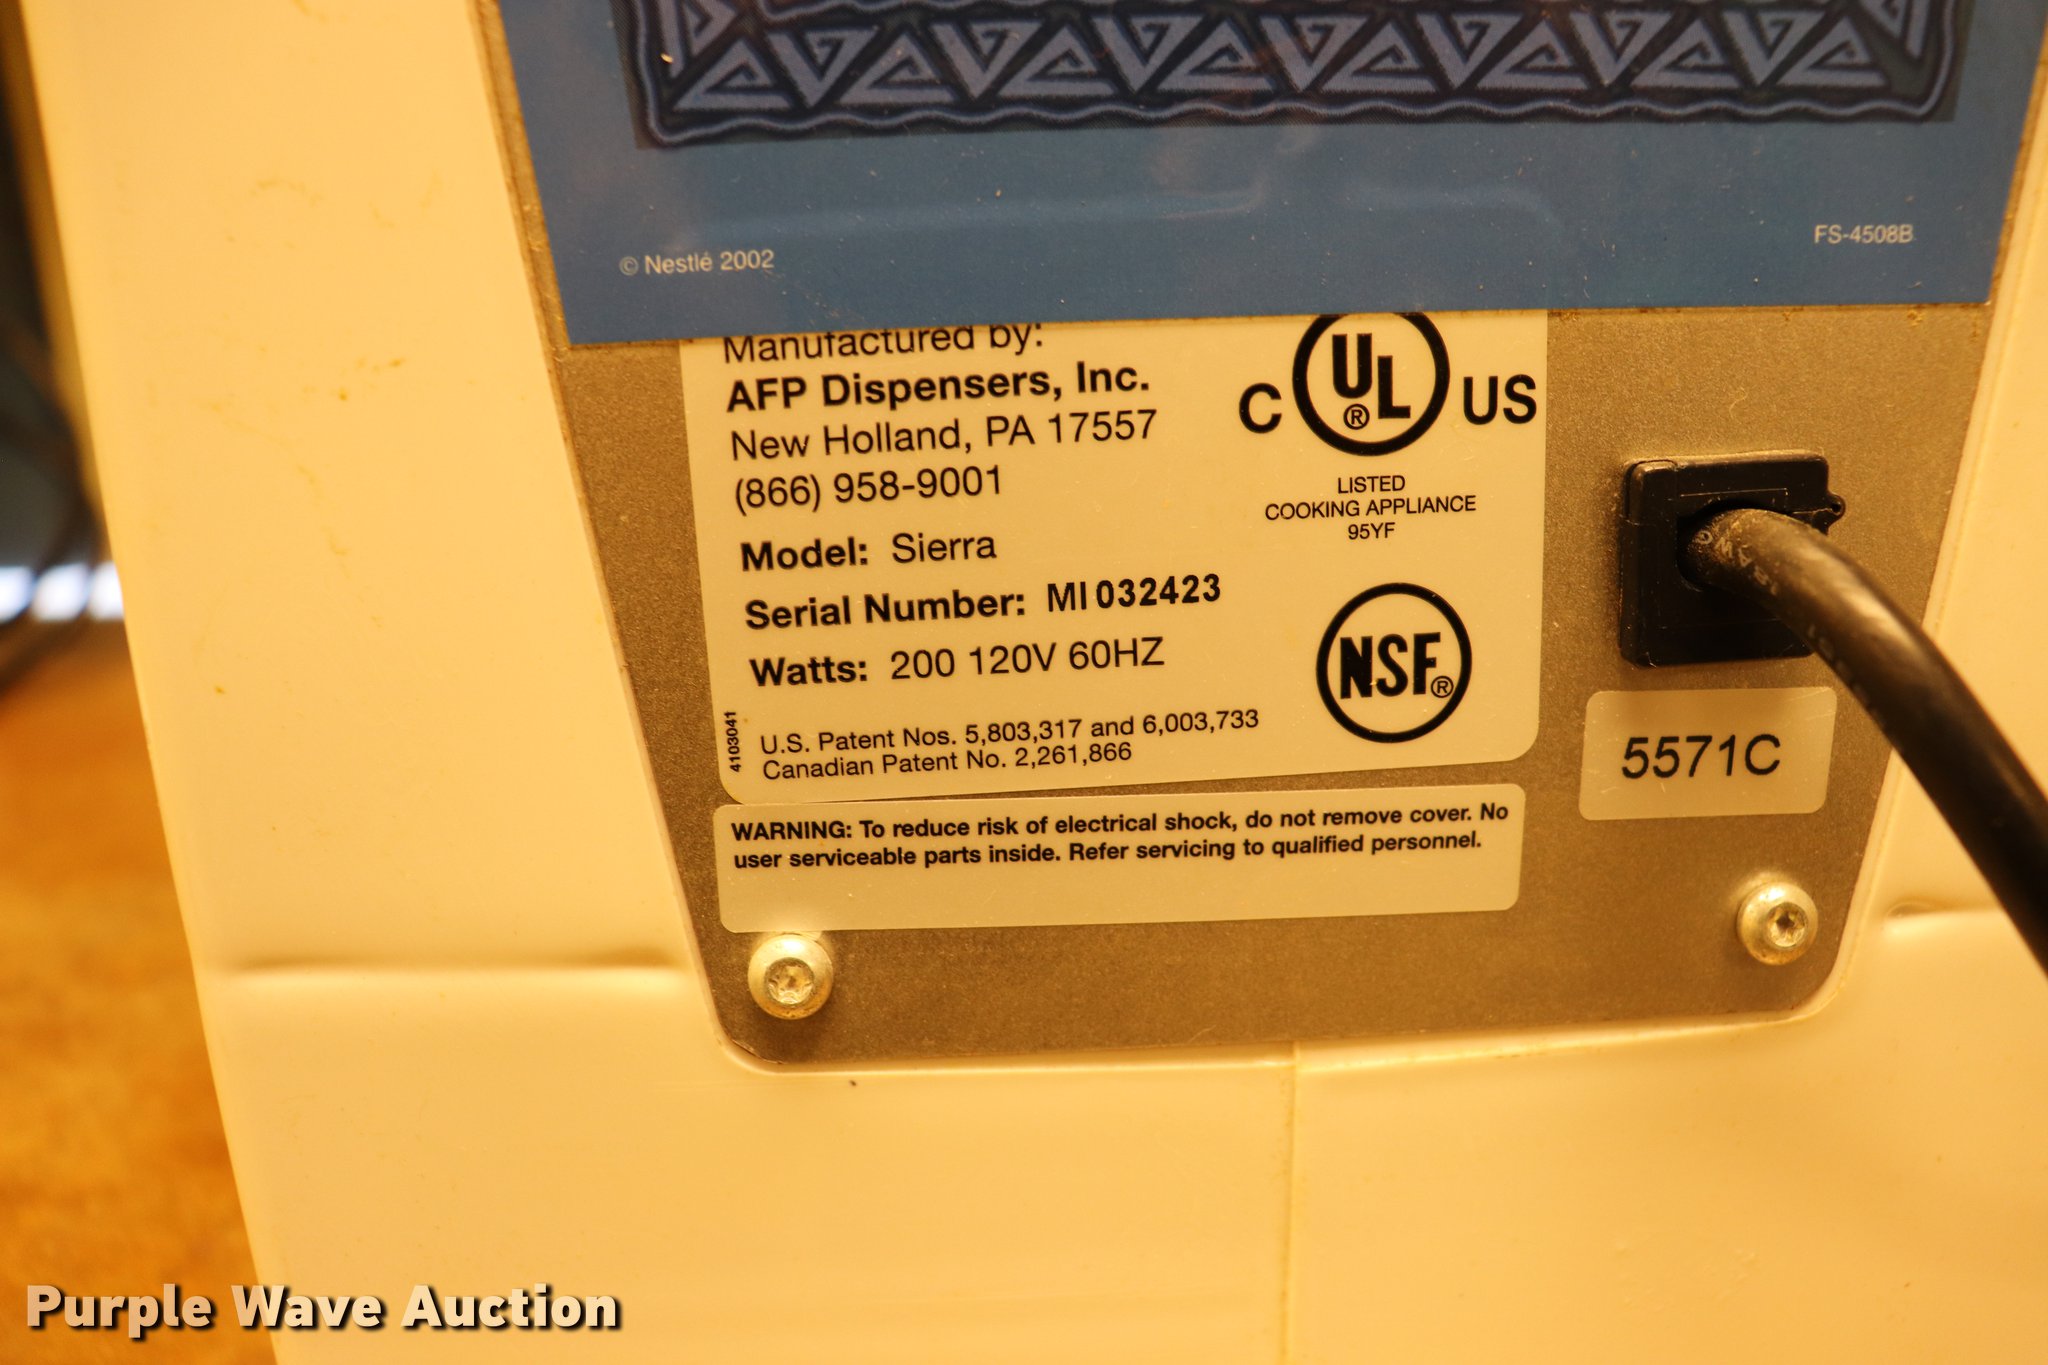 © Nestlé 2002
FS-4508B
Manufactured by:
AFP Dispensers, Inc.
New Holland, PA 17557
(866) 958-9001
Model: Sierra
Serial Number: MI 032423
Watts: 200 120V 60HZ
U.S. Patent Nos. 5,803,317 and 6,003,733
Canadian Patent No. 2,261,866
4103041
C UL® US
LISTED
COOKING APPLIANCE
95YF
NSF®
5571C
WARNING: To reduce risk of electrical shock, do not remove cover. No
user serviceable parts inside. Refer servicing to qualified personnel.
Purple Wave Auction